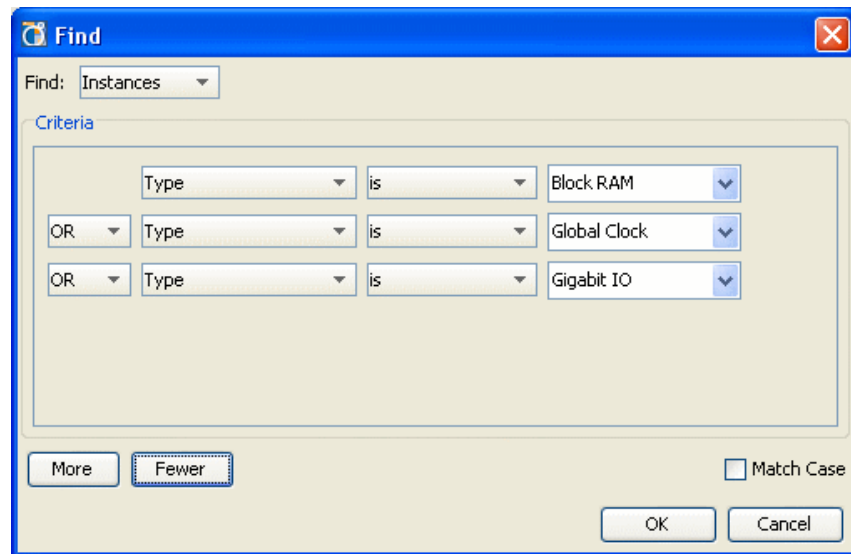 Find
Find: Instances
Criteria
Type is Block RAM
OR Type is Global Clock
OR Type is Gigabit IO
More Fewer Match Case
OK Cancel